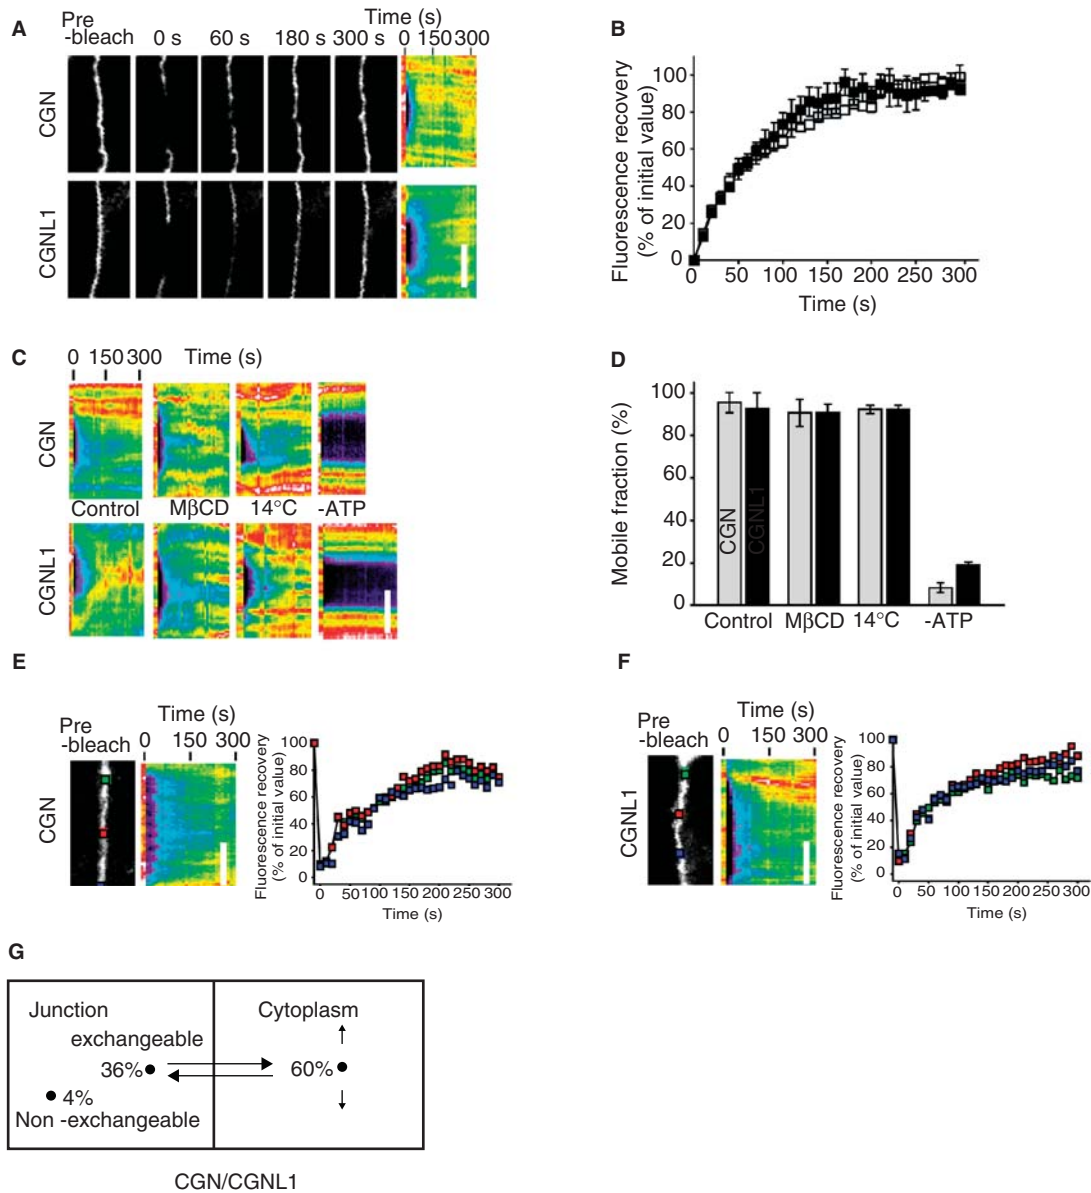 A
Pre
-bleach
0 s
60 s
180 s
300 s
Time (s)
0 150 300
CGN
CGNL1
B
Fluorescence recovery
(% of initial value)
100
80
60
40
20
0
0 50 100 150 200 250 300
Time (s)
C
0 150 300 Time (s)
CGN
Control MβCD 14°C -ATP
CGNL1
D
Mobile fraction (%)
100
80
60
40
20
0
CGN
CGNL1
Control MβCD 14°C -ATP
E
Pre
-bleach
Time (s)
0 150 300
CGN
Fluorescence recovery
(% of initial value)
100
80
60
40
20
0
0 50 100 150 200 250 300
Time (s)
F
Pre
-bleach
Time (s)
0 150 300
CGNL1
Fluorescence recovery
(% of initial value)
100
80
60
40
20
0
0 50 100 150 200 250 300
Time (s)
G
Junction
Cytoplasm
exchangeable
36%
60%
4%
Non -exchangeable
CGN/CGNL1